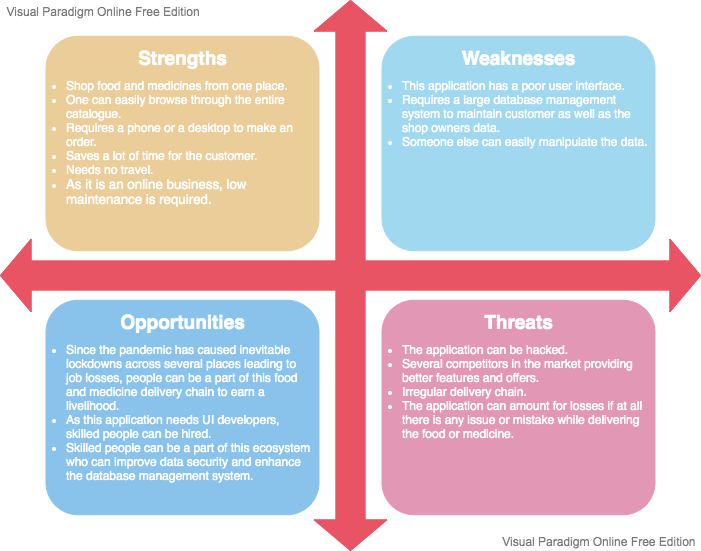 Visual Paradigm Online Free Edition
Strengths
Shop food and medicines from one place.
One can easily browse through the entire
catalogue.
Requires a phone or a desktop to make an
order.
Saves a lot of time for the customer.
Needs no travel.
As it is an online business, low
maintenance is required.
Weaknesses
This application has a poor user interface.
Requires a large database management
system to maintain customer as well as the
shop owners data.
Someone else can easily manipulate the data.
Opportunities
Since the pandemic has caused inevitable
lockdowns across several places leading to
job losses, people can be a part of this food
and medicine delivery chain to earn a
livelihood.
As this application needs UI developers,
skilled people can be hired.
Skilled people can be a part of this ecosystem
who can improve data security and enhance
the database management system.
Threats
The application can be hacked.
Several competitors in the market providing
better features and offers.
Irregular delivery chain.
The application can amount for losses if at all
there is any issue or mistake while delivering
the food or medicine.
Visual Paradigm Online Free Edition